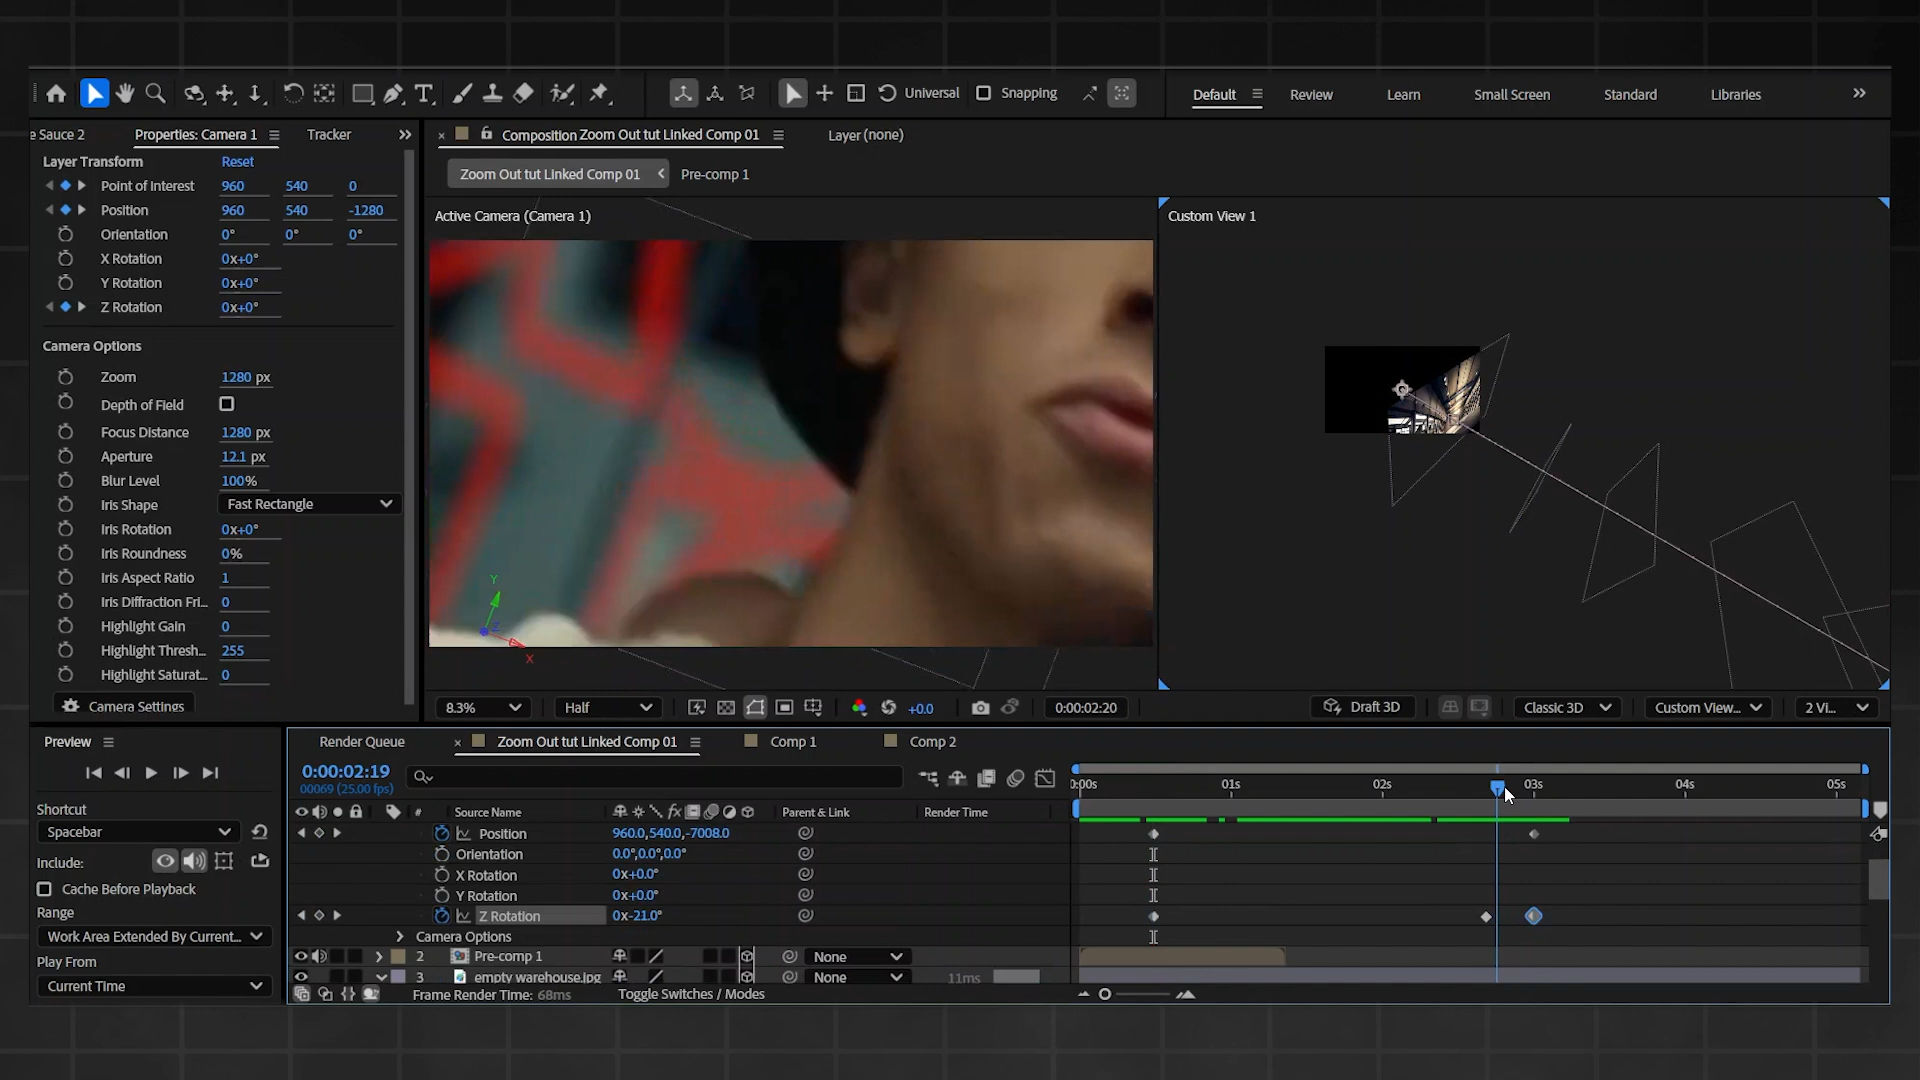 Universal
Snapping
Default
Review
Learn
Small Screen
Standard
Libraries
e Sauce 2
Properties: Camera 1
Tracker
Composition Zoom Out tut Linked Comp 01
Layer (none)
Layer Transform Reset
Zoom Out tut Linked Comp 01
Pre-comp 1
Point of Interest 960 540 0
Position 960 540 -1280
Orientation 0° 0° 0°
X Rotation 0x+0°
Y Rotation 0x+0°
Z Rotation 0x+0°
Active Camera (Camera 1)
Custom View 1
Camera Options
Zoom 1280 px
Depth of Field
Focus Distance 1280 px
Aperture 12.1 px
Blur Level 100%
Iris Shape Fast Rectangle
Iris Rotation 0x+0°
Iris Roundness 0%
Iris Aspect Ratio 1
Iris Diffraction Fri... 0
Highlight Gain 0
Highlight Thresh... 255
Highlight Saturat... 0
Camera Settings
Y
X
8.3%
Half
+0.0
0:00:02:20
Draft 3D
Classic 3D
Custom View...
2 Vi...
Preview
Render Queue
Zoom Out tut Linked Comp 01
Comp 1
Comp 2
0:00:02:19
00069 (25.00 fps)
0:00s 01s 02s 03s 04s 05s
Shortcut
Spacebar
Include:
Cache Before Playback
Range
Work Area Extended By Current...
Play From
Current Time
# Source Name fx Parent & Link Render Time
Position 960.0,540.0,-7008.0
Orientation 0.0°,0.0°,0.0°
X Rotation 0x+0.0°
Y Rotation 0x+0.0°
Z Rotation 0x-21.0°
Camera Options
2 Pre-comp 1 None
3 empty warehouse.jpg None 11ms
Frame Render Time: 68ms
Toggle Switches / Modes